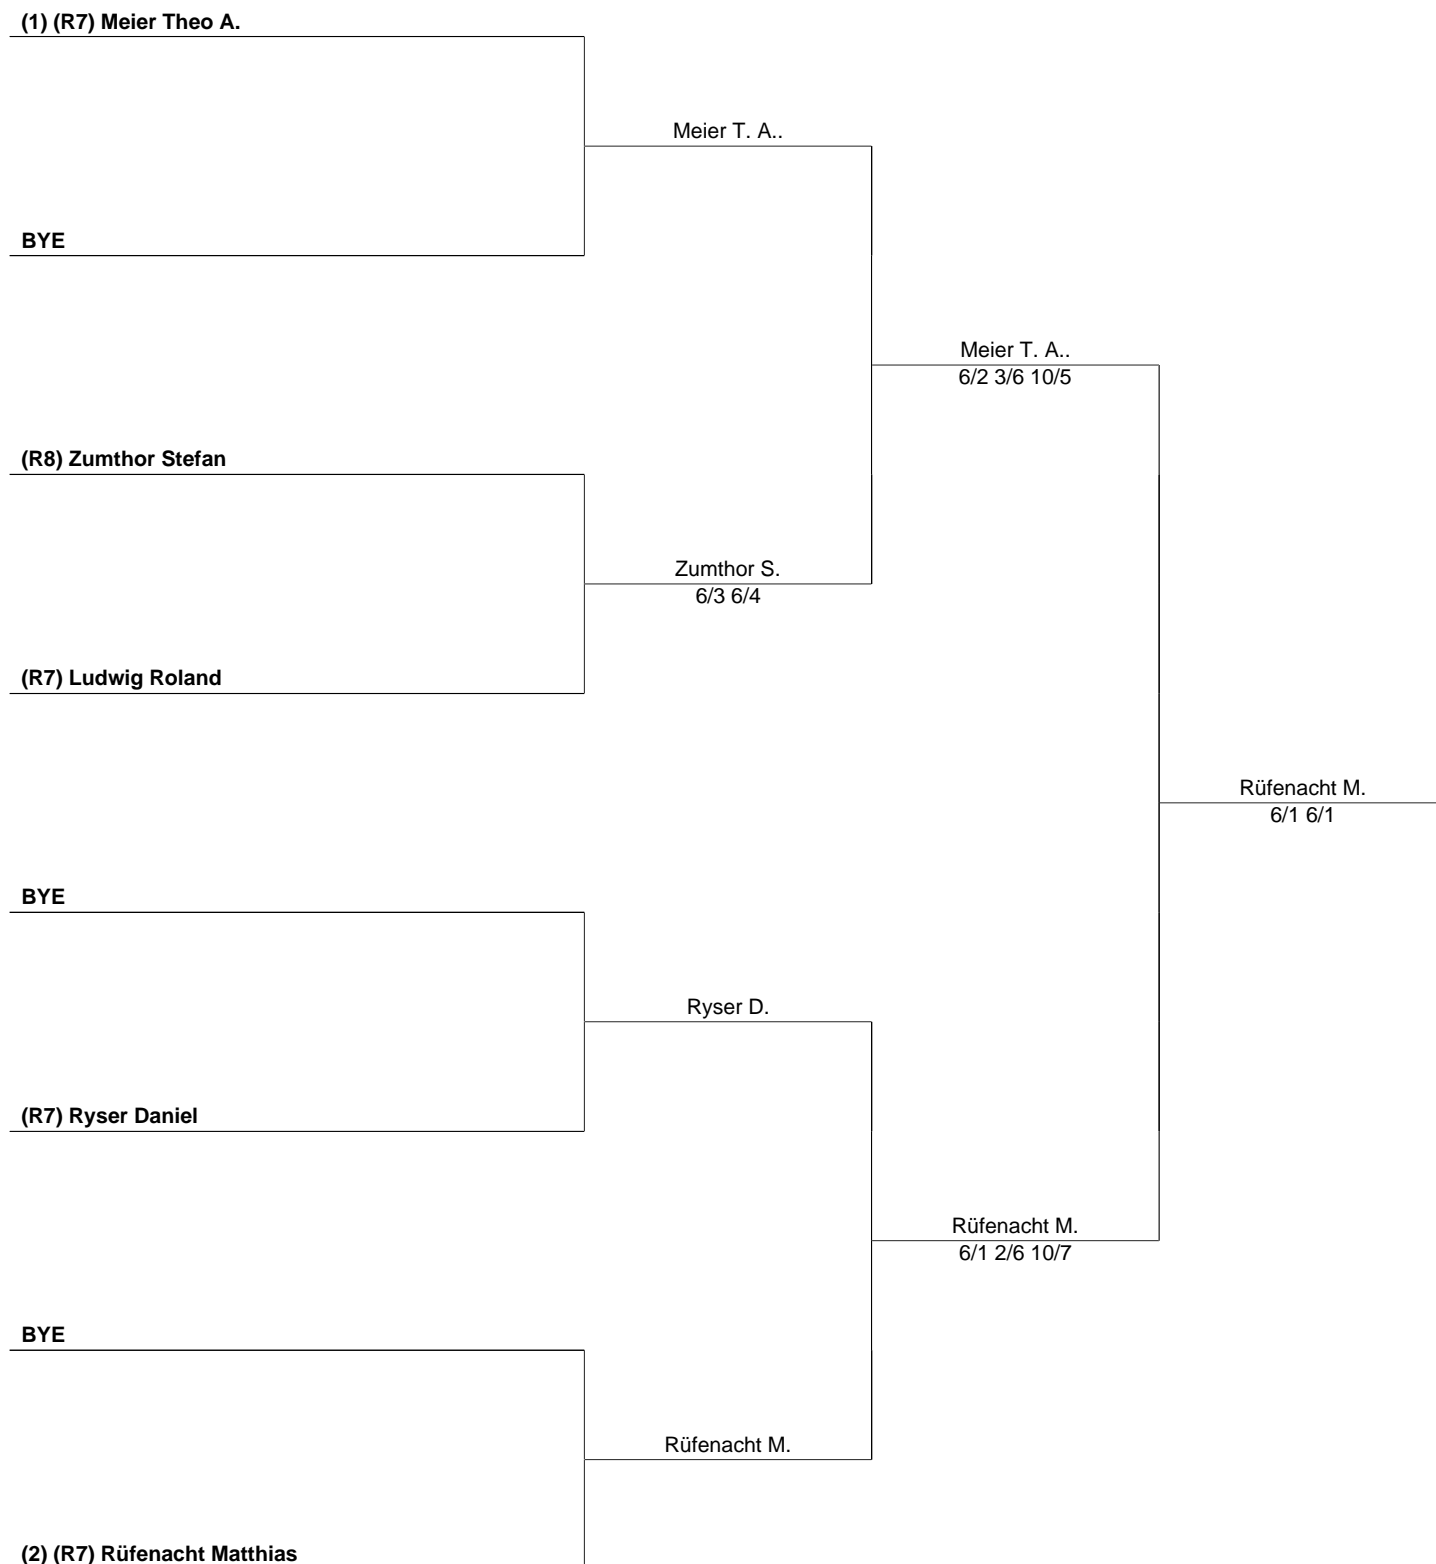 (1) (R7) Meier Theo A.
Meier T. A..
BYE
Meier T. A..
6/2 3/6 10/5
(R8) Zumthor Stefan
Zumthor S.
6/3 6/4
(R7) Ludwig Roland
Rüfenacht M.
6/1 6/1
BYE
Ryser D.
(R7) Ryser Daniel
Rüfenacht M.
6/1 2/6 10/7
BYE
Rüfenacht M.
(2) (R7) Rüfenacht Matthias